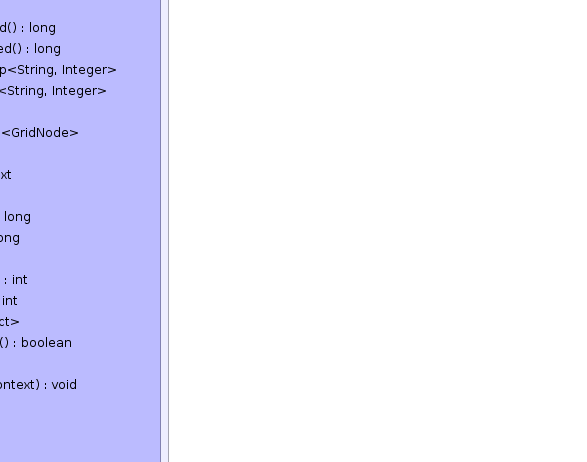 d() : long
ed() : long
p<String, Integer>
<String, Integer>
<GridNode>
xt
long
ong
: int
int
ct>
() : boolean
ontext) : void